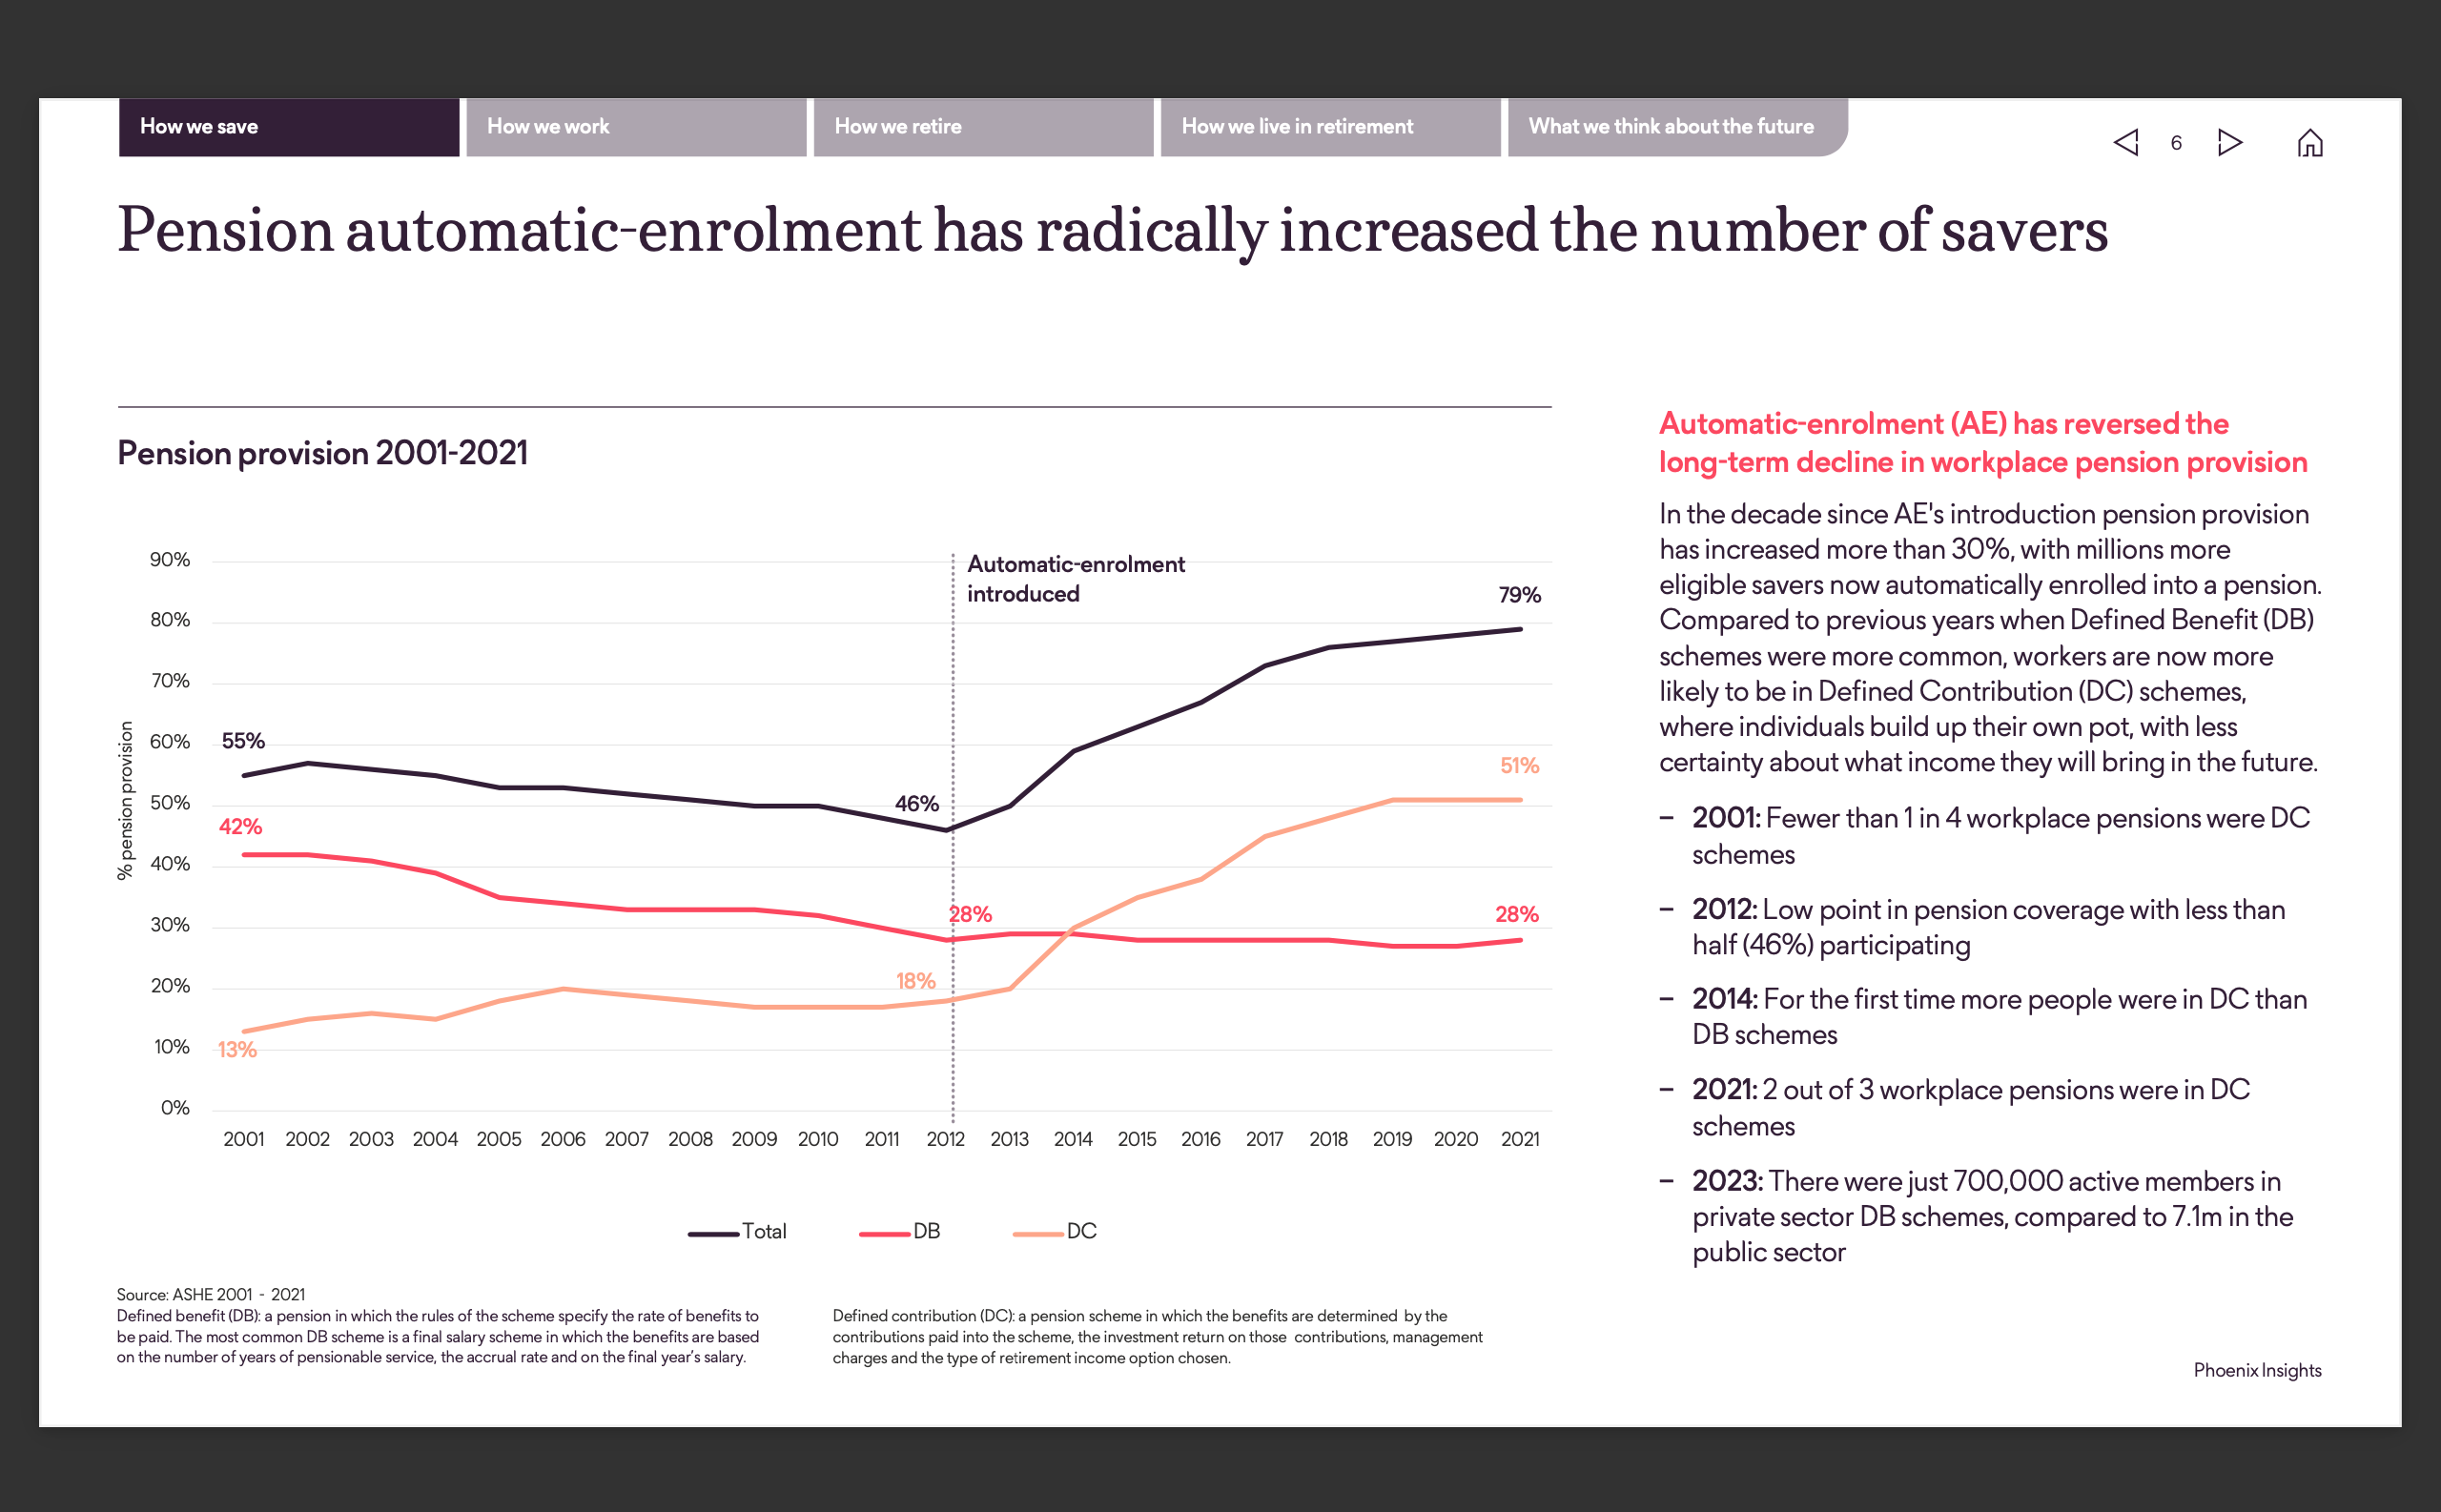 How we save
How we work
How we retire
How we live in retirement
What we think about the future
6
Pension automatic-enrolment has radically increased the number of savers
Pension provision 2001-2021
% pension provision
90%
80%
70%
60%
50%
40%
30%
20%
10%
0%
Automatic-enrolment
introduced
79%
55%
51%
46%
42%
28%
28%
18%
13%
2001 2002 2003 2004 2005 2006 2007 2008 2009 2010 2011 2012 2013 2014 2015 2016 2017 2018 2019 2020 2021
Total
DB
DC
Source: ASHE 2001 - 2021
Defined benefit (DB): a pension in which the rules of the scheme specify the rate of benefits to
be paid. The most common DB scheme is a final salary scheme in which the benefits are based
on the number of years of pensionable service, the accrual rate and on the final year’s salary.
Defined contribution (DC): a pension scheme in which the benefits are determined by the
contributions paid into the scheme, the investment return on those contributions, management
charges and the type of retirement income option chosen.
Automatic-enrolment (AE) has reversed the
long-term decline in workplace pension provision
In the decade since AE's introduction pension provision
has increased more than 30%, with millions more
eligible savers now automatically enrolled into a pension.
Compared to previous years when Defined Benefit (DB)
schemes were more common, workers are now more
likely to be in Defined Contribution (DC) schemes,
where individuals build up their own pot, with less
certainty about what income they will bring in the future.
– 2001: Fewer than 1 in 4 workplace pensions were DC
schemes
– 2012: Low point in pension coverage with less than
half (46%) participating
– 2014: For the first time more people were in DC than
DB schemes
– 2021: 2 out of 3 workplace pensions were in DC
schemes
– 2023: There were just 700,000 active members in
private sector DB schemes, compared to 7.1m in the
public sector
Phoenix Insights